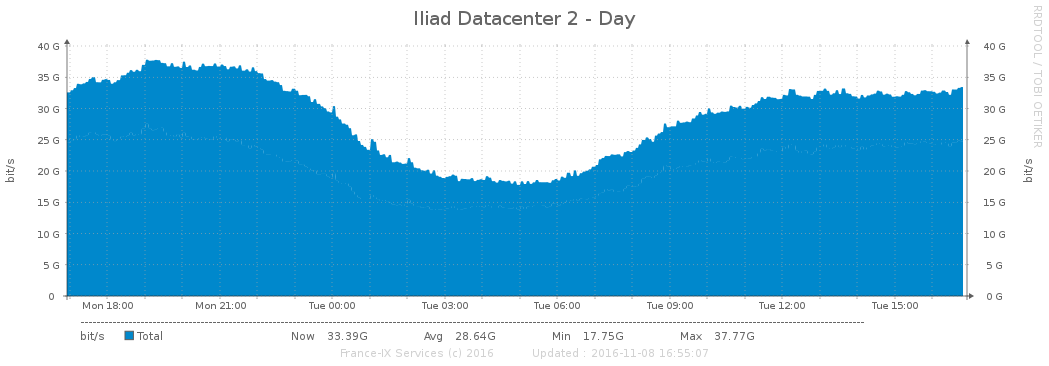 Iliad Datacenter 2 - Day
RRDTOOL / TOBI OETIKER
40 G 40 G
35 G 35 G
30 G 30 G
25 G 25 G
20 G 20 G
15 G 15 G
10 G 10 G
5 G 5 G
0 0 G
bit/s bit/s
Mon 18:00 Mon 21:00 Tue 00:00 Tue 03:00 Tue 06:00 Tue 09:00 Tue 12:00 Tue 15:00
bit/s Total Now 33.39G Avg 28.64G Min 17.75G Max 37.77G
France-IX Services (c) 2016 Updated : 2016-11-08 16:55:07